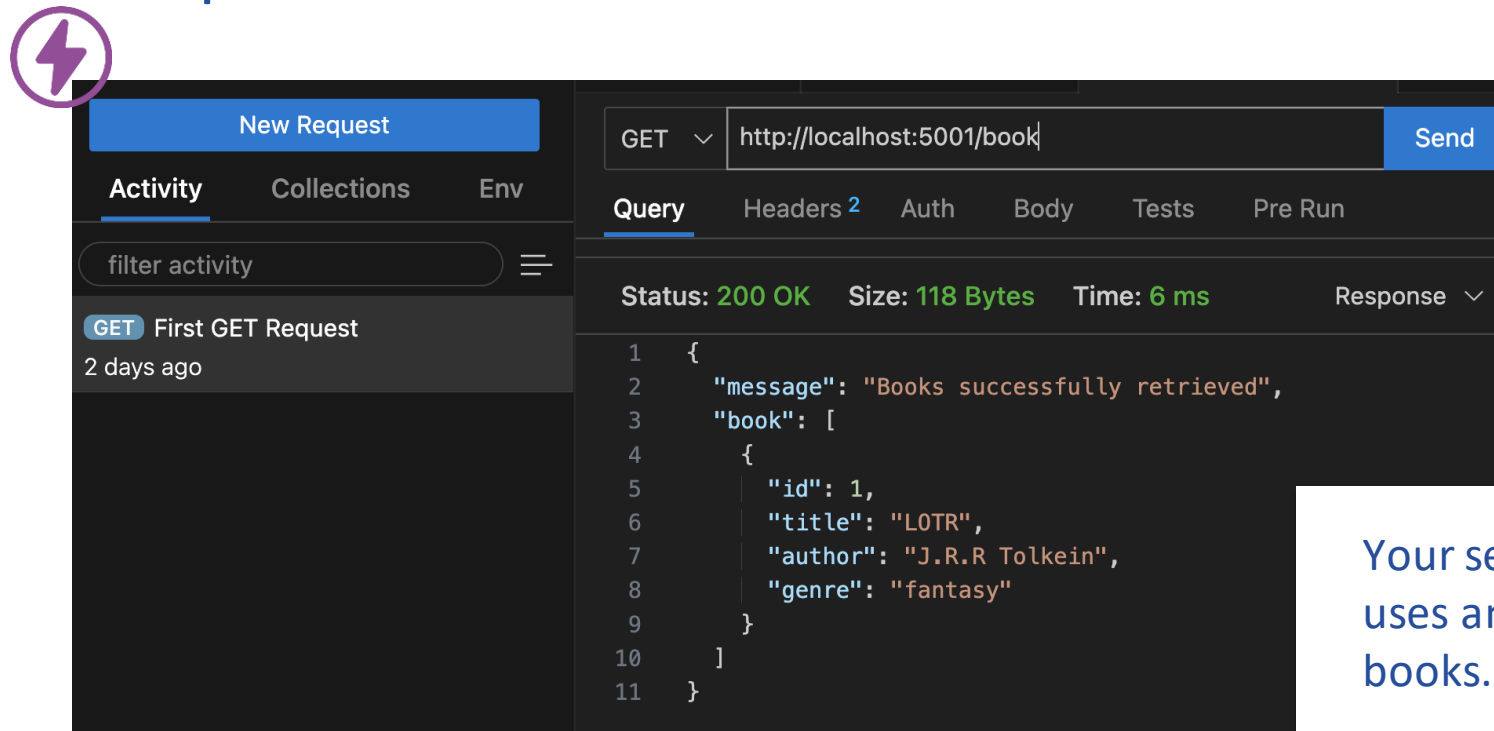 New Request
Activity Collections Env
filter activity
GET First GET Request
2 days ago
GET http://localhost:5001/book Send
Query Headers 2 Auth Body Tests Pre Run
Status: 200 OK Size: 118 Bytes Time: 6 ms Response
1 {
2 "message": "Books successfully retrieved",
3 "book": [
4 {
5 "id": 1,
6 "title": "LOTR",
7 "author": "J.R.R Tolkein",
8 "genre": "fantasy"
9 }
10 ]
11 }
Your
uses
books.